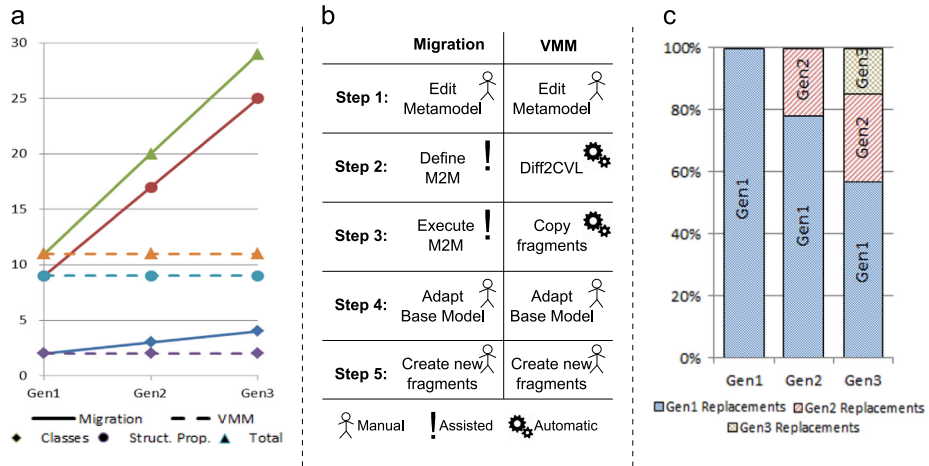 a
30
25
20
15
10
5
0
Gen1 Gen2 Gen3
Migration VMM
Classes Struct. Prop. Total
b
Migration VMM
Step 1: Edit Metamodel Edit Metamodel
Step 2: Define M2M Diff2CVL
Step 3: Execute M2M Copy fragments
Step 4: Adapt Base Model Adapt Base Model
Step 5: Create new fragments Create new fragments
Manual Assisted Automatic
c
100%
80%
60%
40%
20%
0%
Gen1
Gen1
Gen2
Gen1
Gen2
Gen3
Gen1 Gen2 Gen3
Gen1 Replacements Gen2 Replacements
Gen3 Replacements